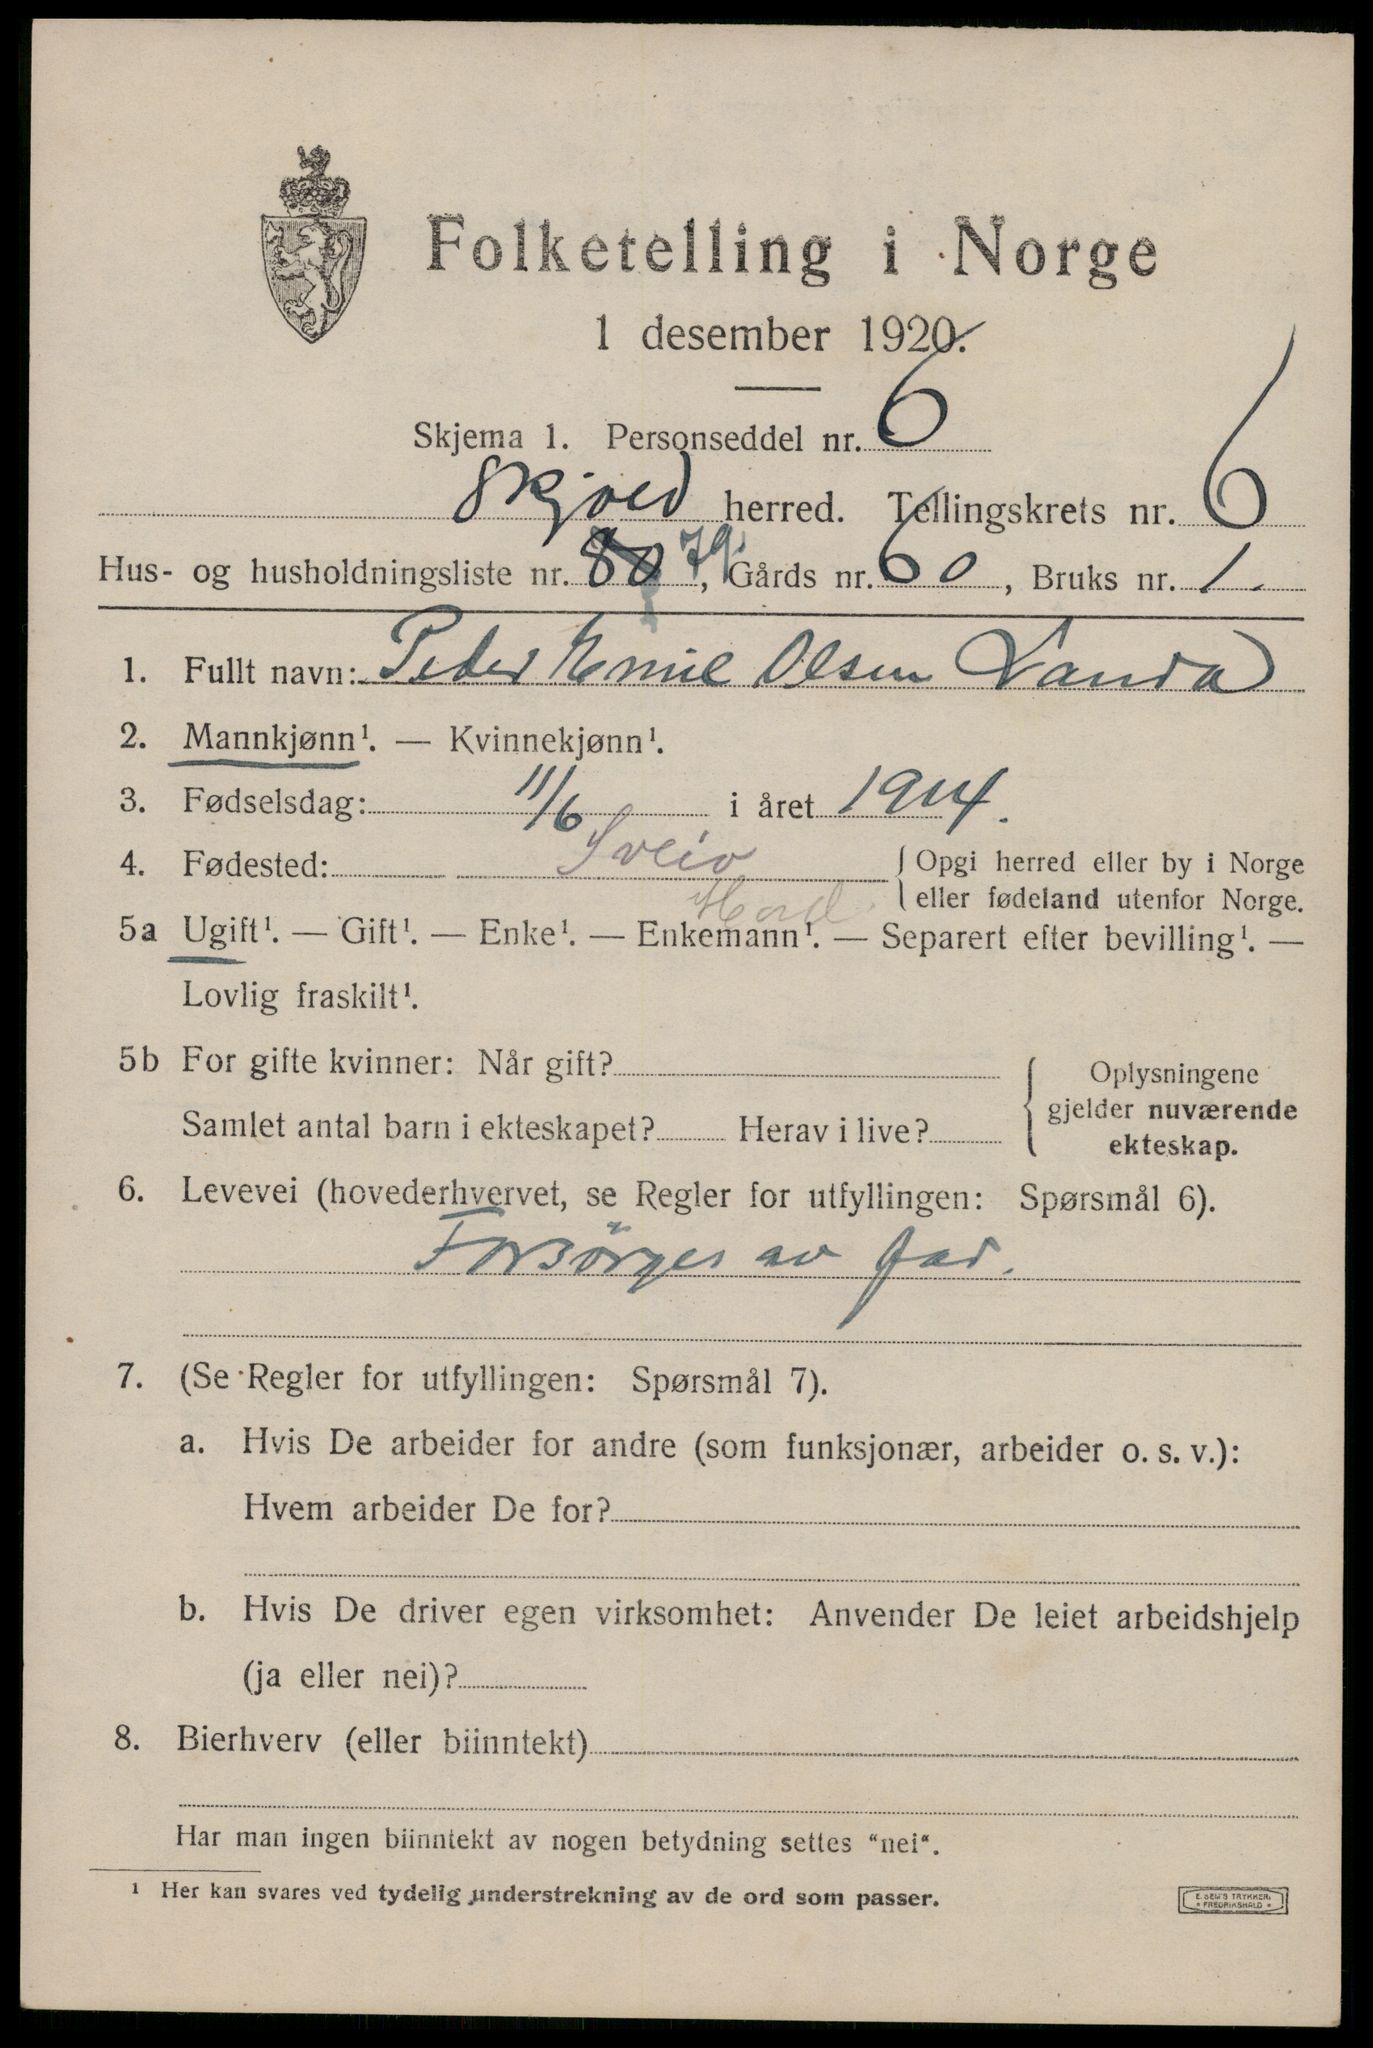 Folketelling i Norge
1 desember 1920.
Skjema 1. Personseddel nr. 6
Skjold herred. Tellingskrets nr. 6
Hus- og husholdningsliste nr. 80 79, Gårds nr. 60, Bruks nr. 1.
1. Fullt navn: Peder Emil Olsen Vanda
2. Mannkjønn¹. — Kvinnekjønn¹.
3. Fødselsdag: 11/6 i året 1914.
4. Fødested: Sveio { Opgi herred eller by i Norge
Hord. eller fødeland utenfor Norge.
5a Ugift¹. — Gift¹. — Enke¹. — Enkemann¹. — Separert efter bevilling¹. —
Lovlig fraskilt¹.
5b For gifte kvinner: Når gift? { Oplysningene
gjelder nuværende
Samlet antal barn i ekteskapet? Herav i live?
ekteskap.
6. Levevei (hovederhvervet, se Regler for utfyllingen: Spørsmål 6).
Forsörges av far.
7. (Se Regler for utfyllingen: Spørsmål 7).
a. Hvis De arbeider for andre (som funksjonær, arbeider o. s. v.):
Hvem arbeider De for?
b. Hvis De driver egen virksomhet: Anvender De leiet arbeidshjelp
(ja eller nei)?
8. Bierhverv (eller biinntekt)
Har man ingen biinntekt av nogen betydning settes "nei".
¹ Her kan svares ved tydelig understrekning av de ord som passer.
E. SEM'S TRYKKERI
* FREDRIKSHALD *